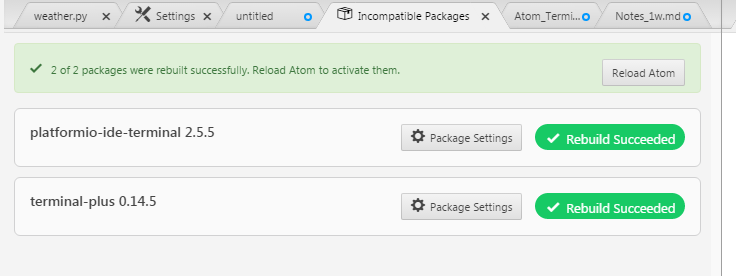 weather.py Settings untitled Incompatible Packages Atom_Termi... Notes_1w.md
2 of 2 packages were rebuilt successfully. Reload Atom to activate them. Reload Atom
platformio-ide-terminal 2.5.5 Package Settings Rebuild Succeeded
terminal-plus 0.14.5 Package Settings Rebuild Succeeded